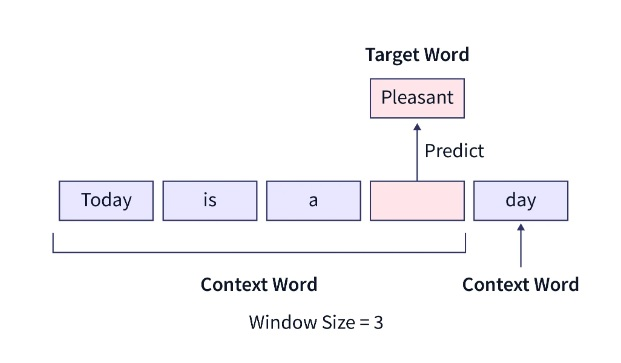 Target Word
Pleasant
Predict
Today is a day
Context Word Context Word
Window Size = 3